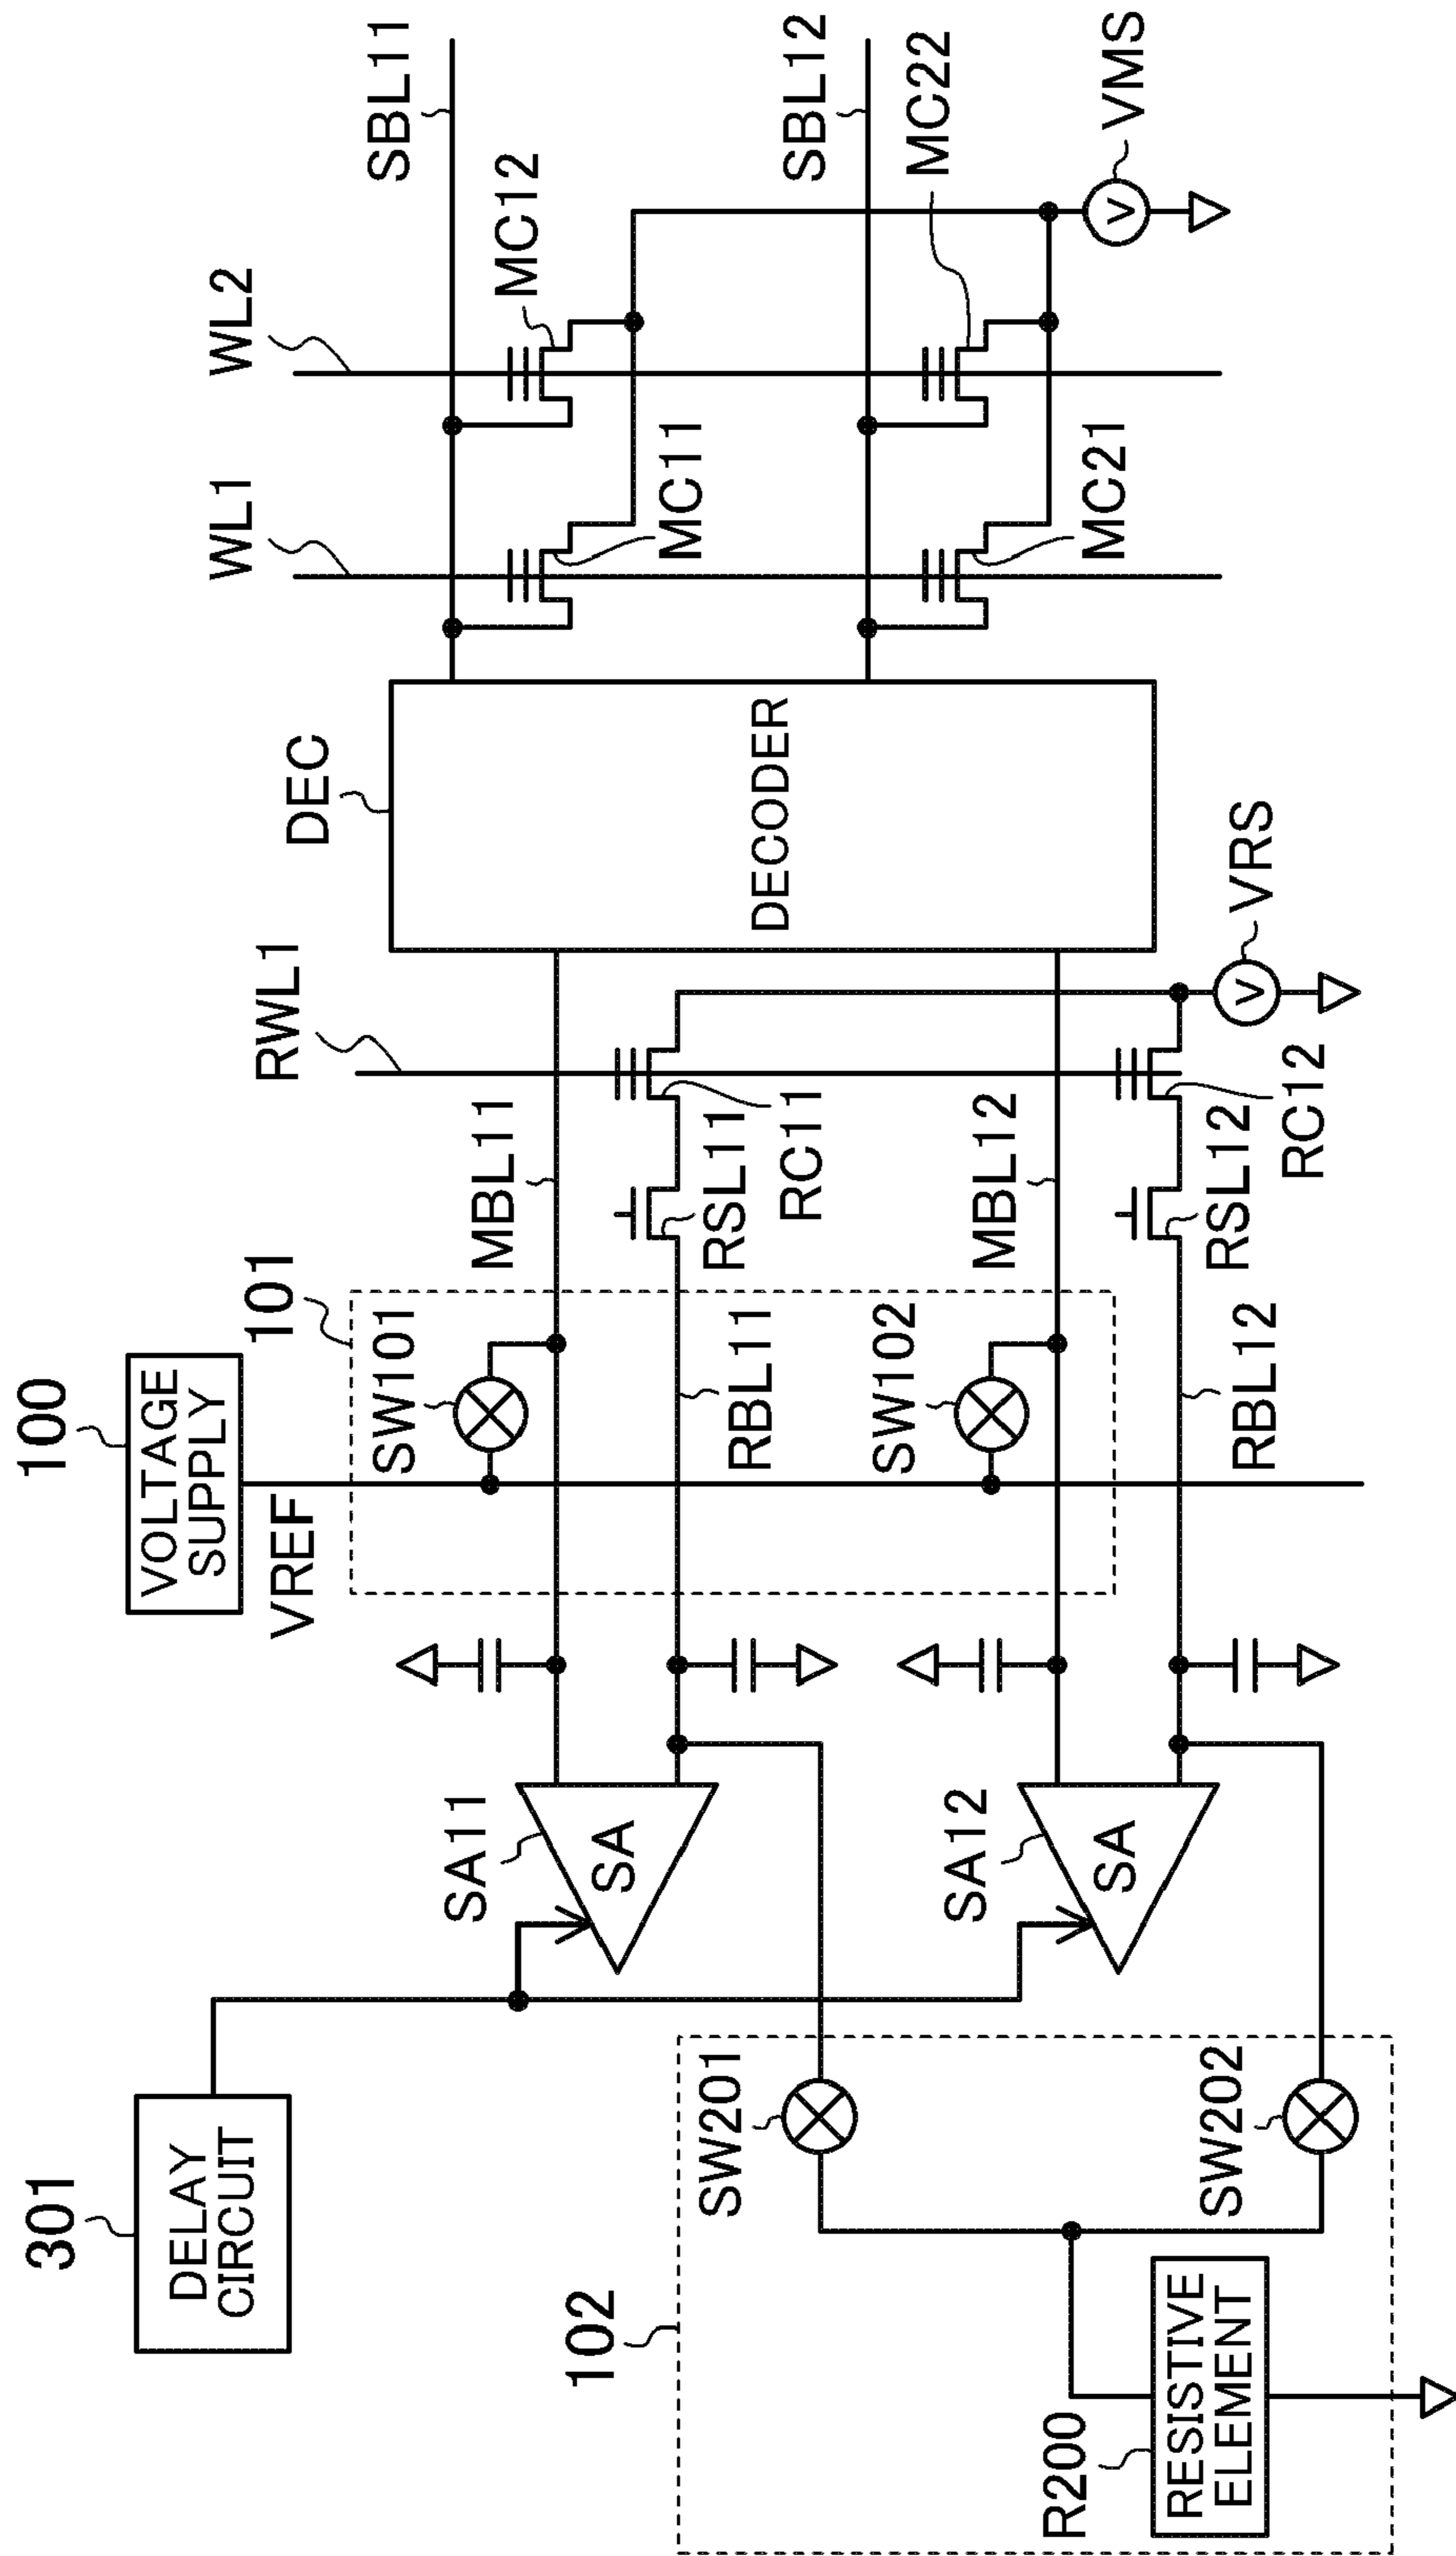 301
DELAY
CIRCUIT
100
VOLTAGE
SUPPLY
VREF
101
RWL1
DEC
DECODER
WL1
WL2
SBL11
SA11
SA
SW101
MBL11
MC12
MC11
RBL11
RSL11
RC11
102
SW201
SA12
SA
SW102
MBL12
SBL12
MC22
MC21
VMS
R200
RESISTIVE
ELEMENT
SW202
RBL12
RSL12
RC12
VRS
V
V